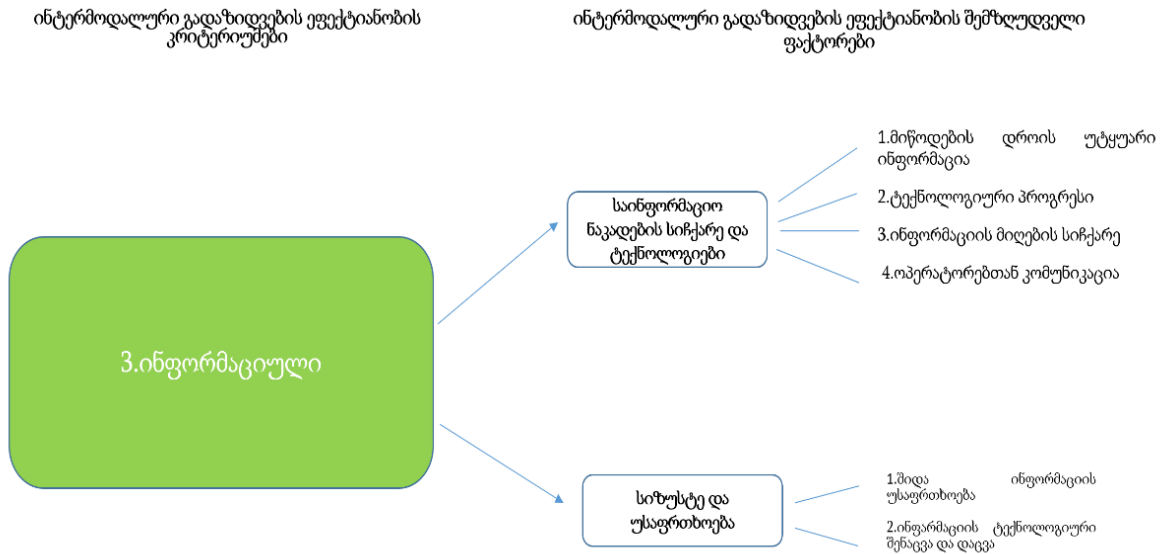 ინტერმოდალური გადაზიდვების ეფექტიანობის
კრიტერიუმები
ინტერმოდალური გადაზიდვების ეფექტიანობის შემზღუდველი
ფაქტორები
3.ინფორმაციული
საინფორმაციო
ნაკადების სიჩქარე და
ტექნოლოგიები
1.მიწოდების დროის უტყუარი
ინფორმაცია
2.ტექნოლოგიური პროგრესი
3.ინფორმაციის მიღების სიჩქარე
4.ოპერატორებთან კომუნიკაცია
სიზუსტე და
უსაფრთხოება
1.შიდა ინფორმაციის
უსაფრთხოება
2.ინფარმაციის ტექნოლოგიური
შენაცვა და დაცვა